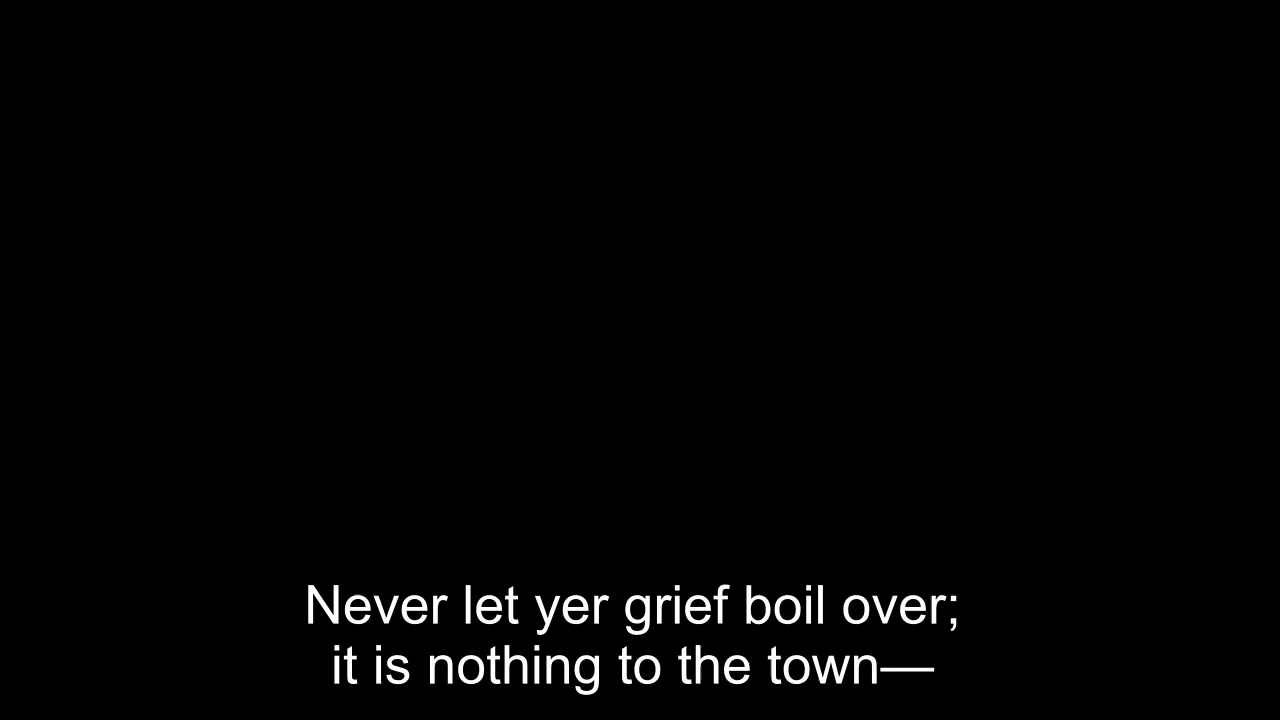 Never let yer grief boil over;
it is nothing to the town—